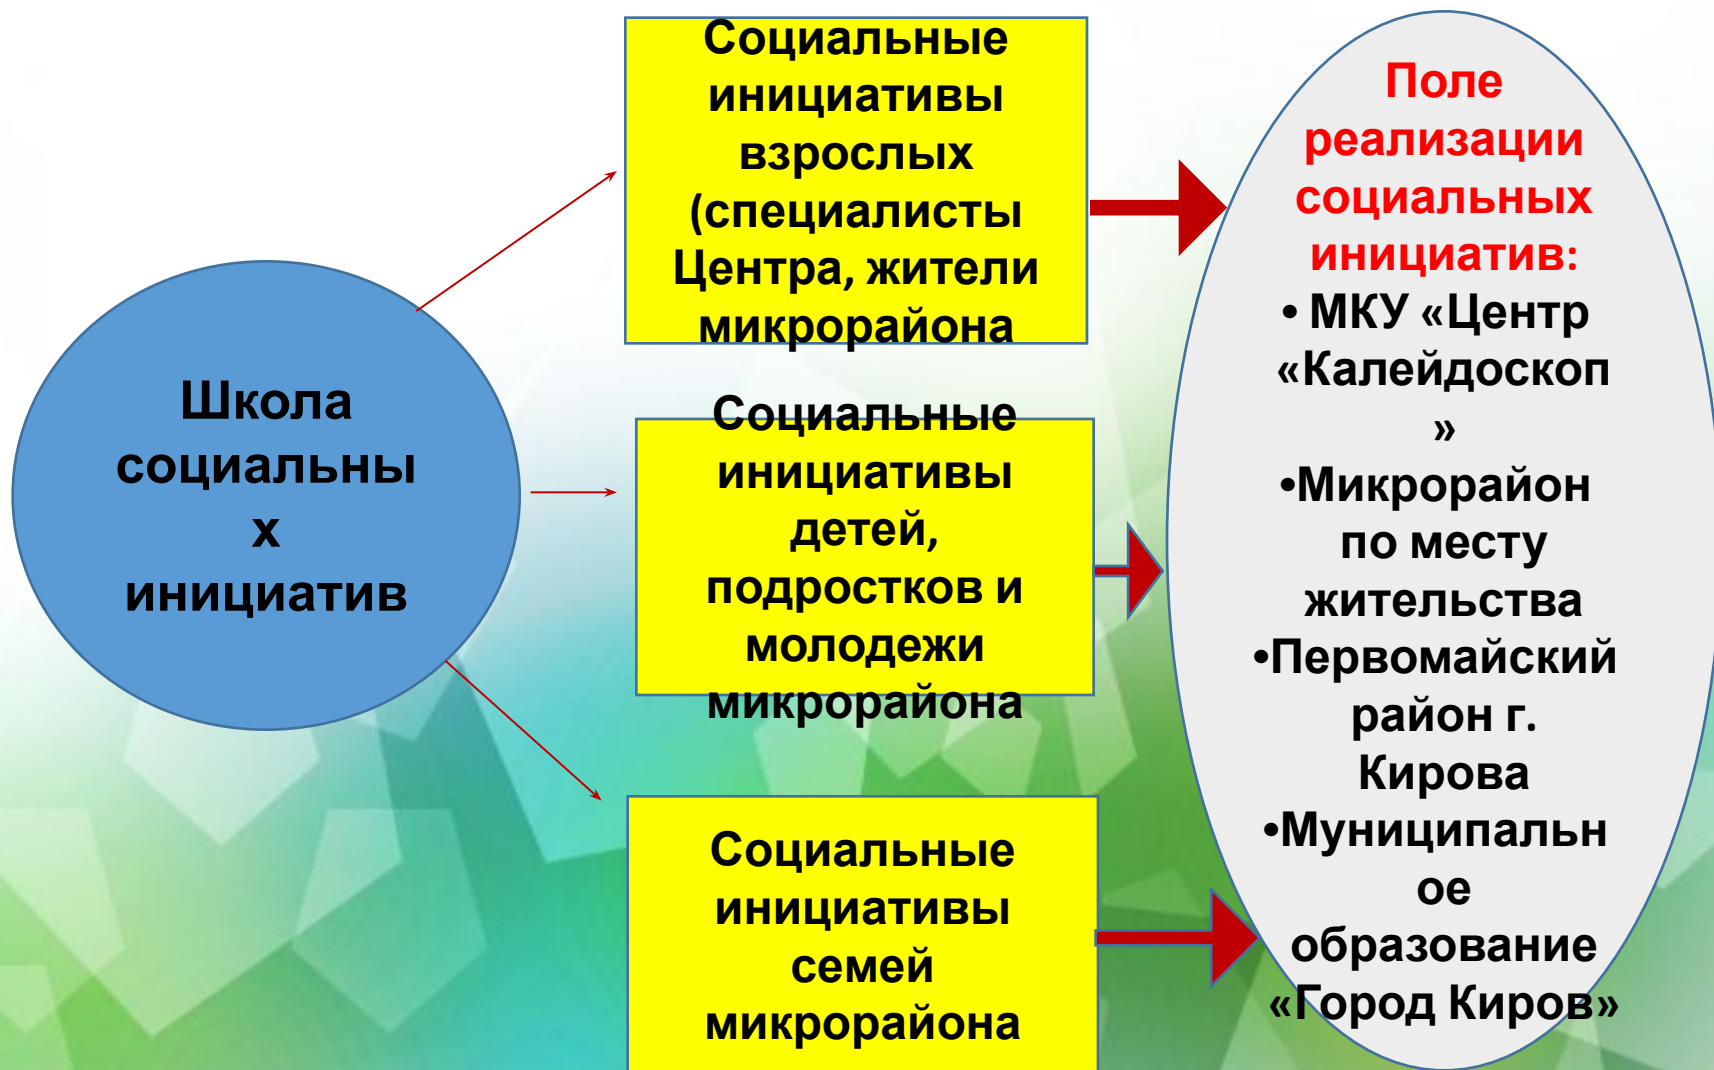 Школа
социальны
х
инициатив
Социальные
инициативы
взрослых
(специалисты
Центра, жители
микрорайона
Социальные
инициативы
детей,
подростков и
молодежи
микрорайона
Социальные
инициативы
семей
микрорайона
Поле
реализации
социальных
инициатив:
• МКУ «Центр
«Калейдоскоп
»
•Микрорайон
по месту
жительства
•Первомайский
район г.
Кирова
•Муниципальн
ое
образование
«Город Киров»